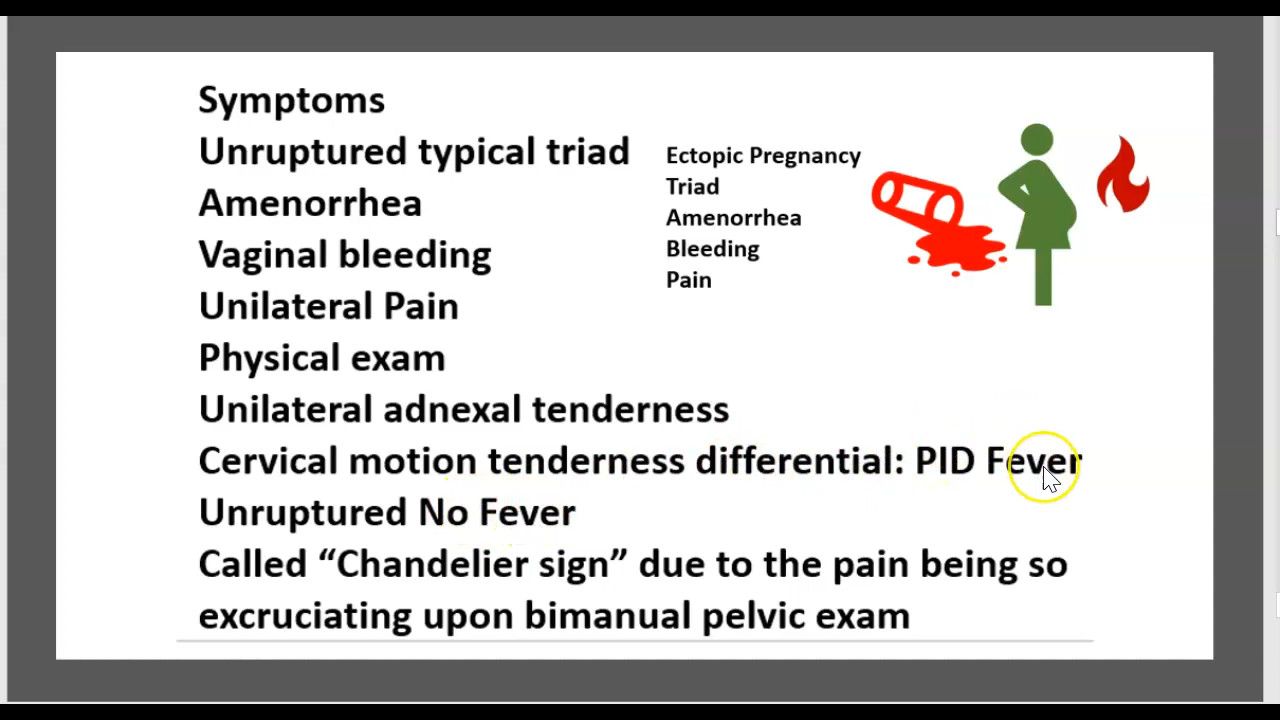 Symptoms
Unruptured typical triad
Amenorrhea
Vaginal bleeding
Unilateral Pain
Physical exam
Unilateral adnexal tenderness
Cervical motion tenderness differential: PID Fever
Unruptured No Fever
Called “Chandelier sign” due to the pain being so
excruciating upon bimanual pelvic exam
Ectopic Pregnancy
Triad
Amenorrhea
Bleeding
Pain